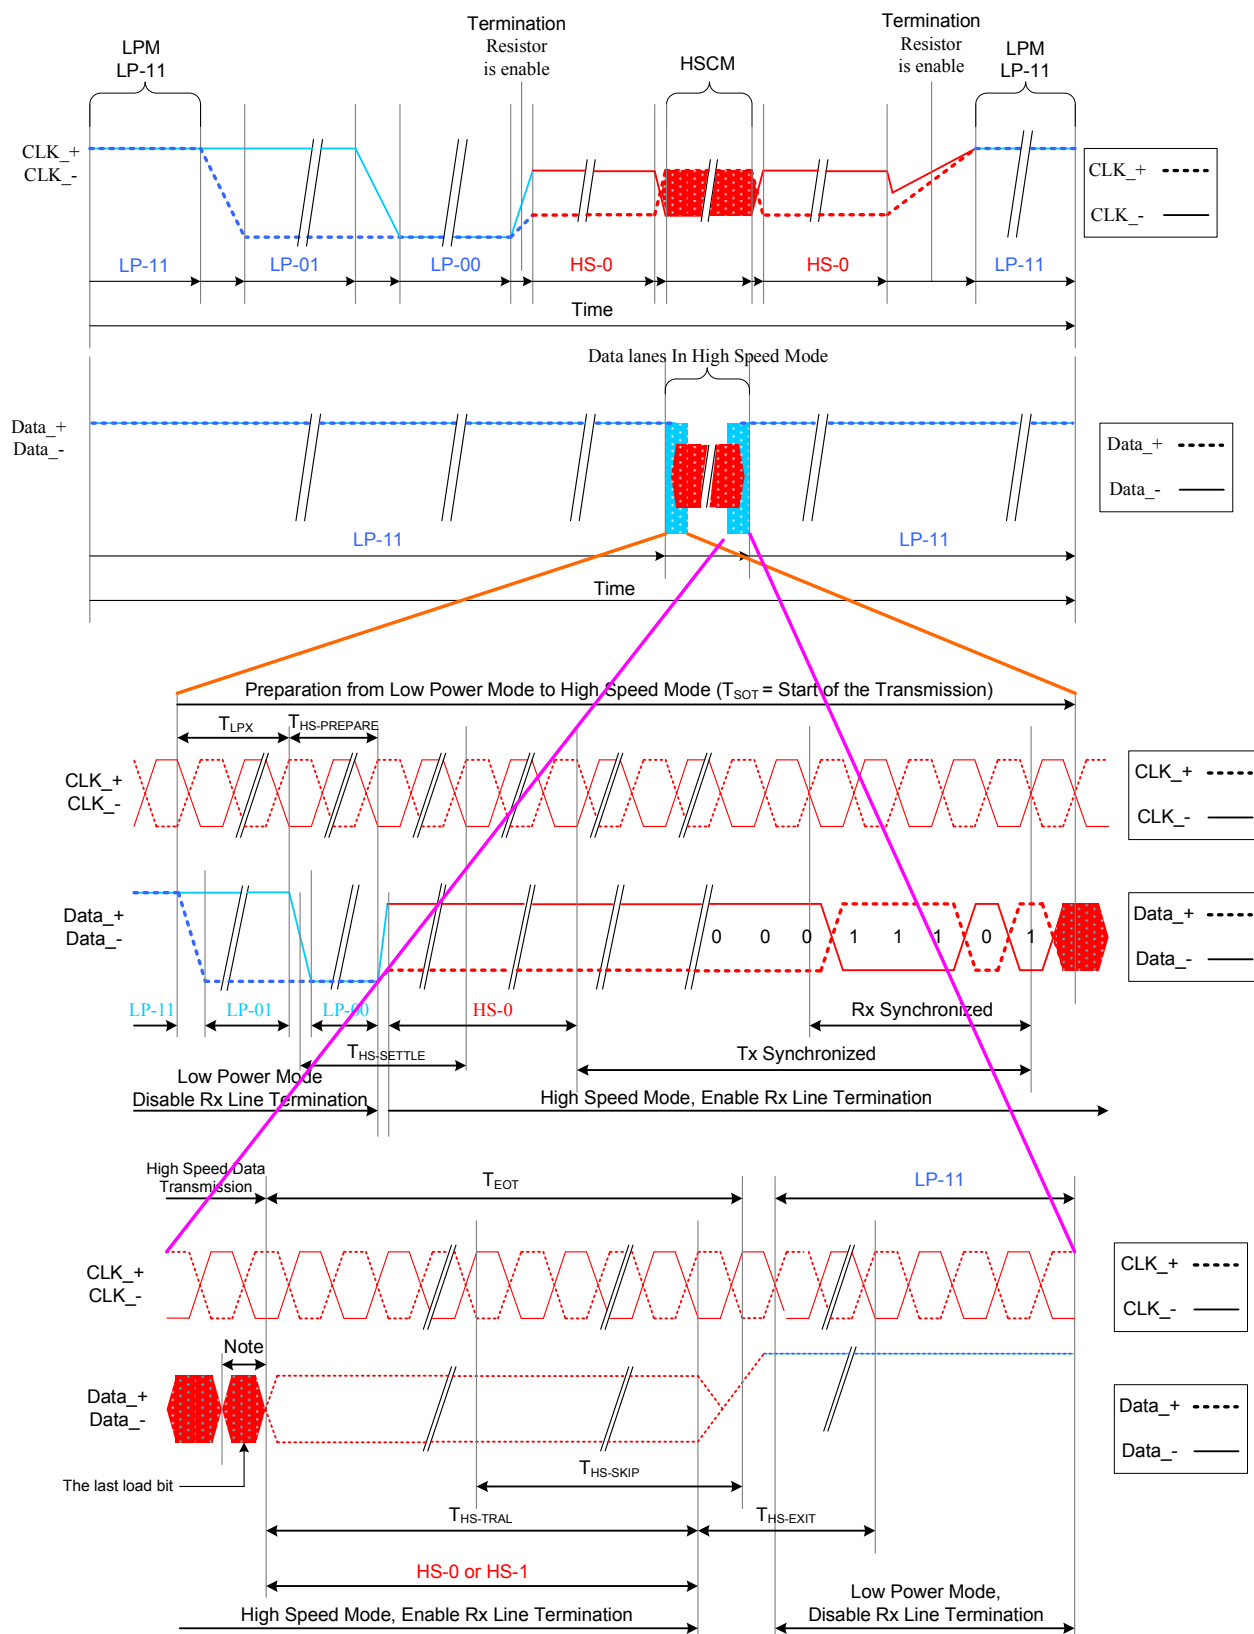 Termination
Resistor
is enable
Termination
Resistor
is enable
LPM
LP-11
HSCM
LPM
LP-11
CLK_+
CLK_-
CLK_+
CLK_-
LP-11
LP-01
LP-00
HS-0
HS-0
LP-11
Time
Data lanes In High Speed Mode
Data_+
Data_-
Data_+
Data_-
LP-11
LP-11
Time
Preparation from Low Power Mode to High Speed Mode (TSOT = Start of the Transmission)
TLPX
THS-PREPARE
CLK_+
CLK_-
CLK_+
CLK_-
Data_+
Data_-
0 0 0 1 1 1 0 1
Data_+
Data_-
LP-11
LP-01
LP-00
HS-0
Rx Synchronized
THS-SETTLE
Tx Synchronized
Low Power Mode
Disable Rx Line Termination
High Speed Mode, Enable Rx Line Termination
High Speed Data
Transmission
TEOT
LP-11
CLK_+
CLK_-
CLK_+
CLK_-
Note
Data_+
Data_-
Data_+
Data_-
The last load bit
THS-SKIP
THS-TRAL
THS-EXIT
HS-0 or HS-1
High Speed Mode, Enable Rx Line Termination
Low Power Mode,
Disable Rx Line Termination